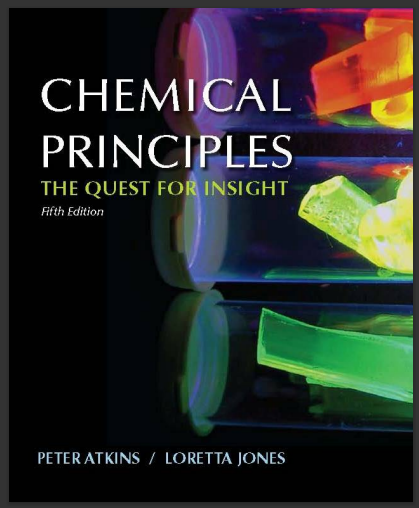 CHEMICAL
PRINCIPLES
THE QUEST FOR INSIGHT
Fifth Edition
PETER ATKINS / LORETTA JONES